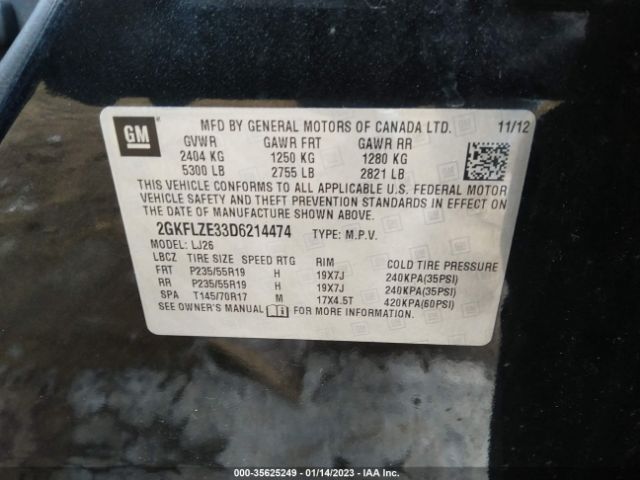 GM
MFD BY GENERAL MOTORS OF CANADA LTD. 11/12
GVWR GAWR FRT GAWR RR
2404 KG 1250 KG 1280 KG
5300 LB 2755 LB 2821 LB
THIS VEHICLE CONFORMS TO ALL APPLICABLE U.S. FEDERAL MOTOR
VEHICLE SAFETY AND THEFT PREVENTION STANDARDS IN EFFECT ON
THE DATE OF MANUFACTURE SHOWN ABOVE.
2GKFLZE33D6214474 TYPE: M.P.V.
MODEL: LJ26
LBCZ TIRE SIZE SPEED RTG RIM COLD TIRE PRESSURE
FRT P235/55R19 H 19X7J 240KPA(35PSI)
RR P235/55R19 H 19X7J 240KPA(35PSI)
SPA T145/70R17 M 17X4.5T 420KPA(60PSI)
SEE OWNER'S MANUAL FOR MORE INFORMATION.
000-35625249 - 01/14/2023 - IAA Inc.